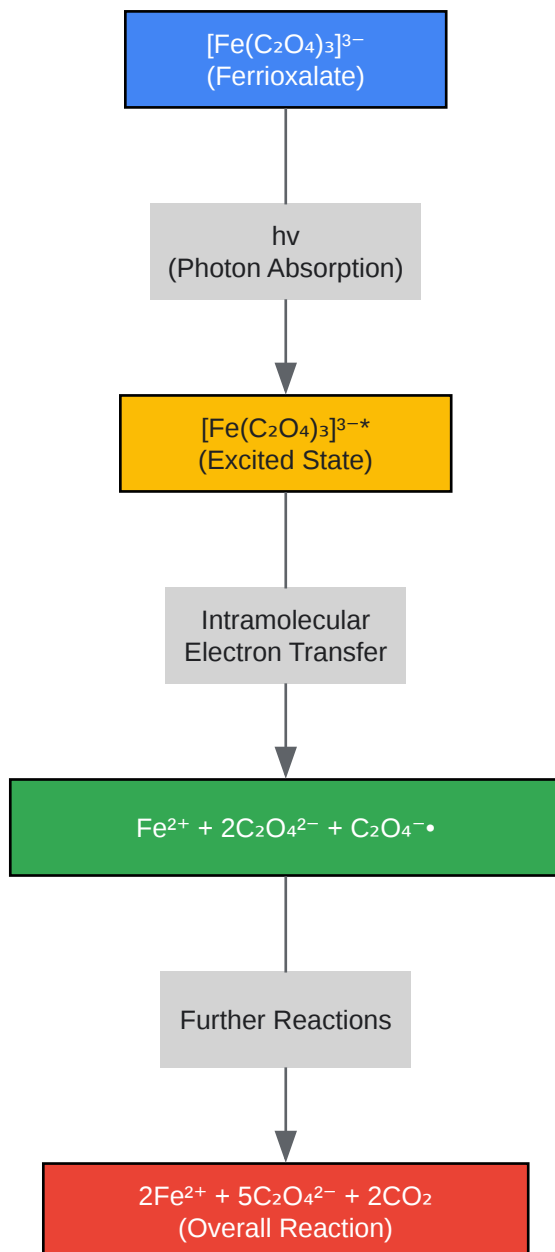 [Fe(C₂O₄)₃]³⁻
(Ferrioxalate)
hν
(Photon Absorption)
[Fe(C₂O₄)₃]³⁻*
(Excited State)
Intramolecular
Electron Transfer
Fe²⁺ + 2C₂O₄²⁻ + C₂O₄⁻•
Further Reactions
2Fe²⁺ + 5C₂O₄²⁻ + 2CO₂
(Overall Reaction)